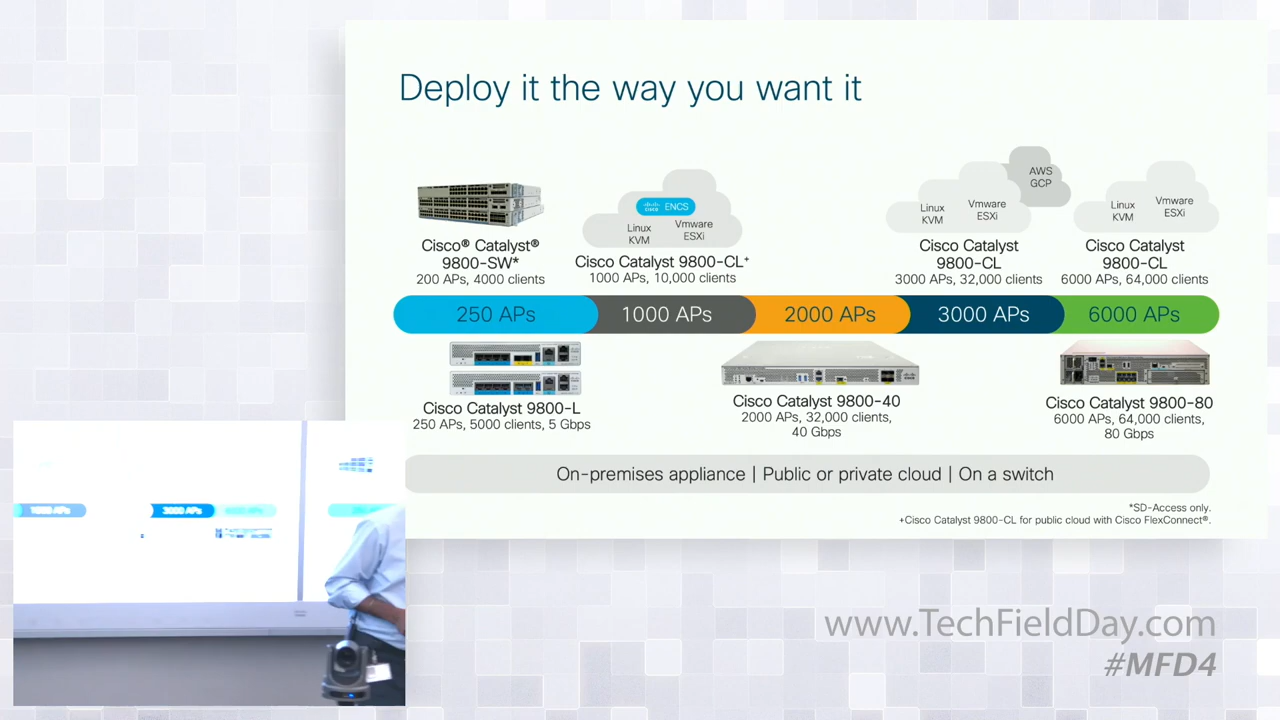 Deploy it the way you want it
Cisco® Catalyst®
9800-SW*
200 APs, 4000 clients
cisco ENCS
Linux
KVM
Vmware
ESXi
Cisco Catalyst 9800-CL+
1000 APs, 10,000 clients
AWS
GCP
Linux
KVM
Vmware
ESXi
Cisco Catalyst
9800-CL
3000 APs, 32,000 clients
Linux
KVM
Vmware
ESXi
Cisco Catalyst
9800-CL
6000 APs, 64,000 clients
250 APs
1000 APs
2000 APs
3000 APs
6000 APs
Cisco Catalyst 9800-L
250 APs, 5000 clients, 5 Gbps
Cisco Catalyst 9800-40
2000 APs, 32,000 clients,
40 Gbps
Cisco Catalyst 9800-80
6000 APs, 64,000 clients,
80 Gbps
On-premises appliance | Public or private cloud | On a switch
*SD-Access only.
+Cisco Catalyst 9800-CL for public cloud with Cisco FlexConnect®.
1000 APs
3000 APs
www.TechFieldDay.com
#MFD4